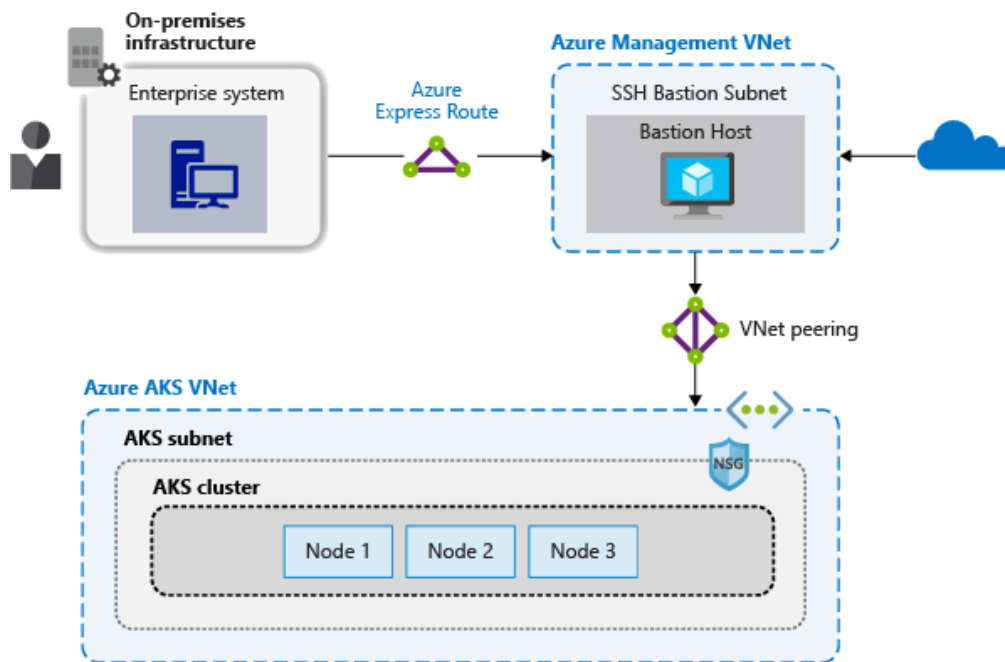 On-premises
infrastructure
Enterprise system
Azure
Express Route
Azure Management VNet
SSH Bastion Subnet
Bastion Host
VNet peering
Azure AKS VNet
AKS subnet
NSG
AKS cluster
Node 1
Node 2
Node 3